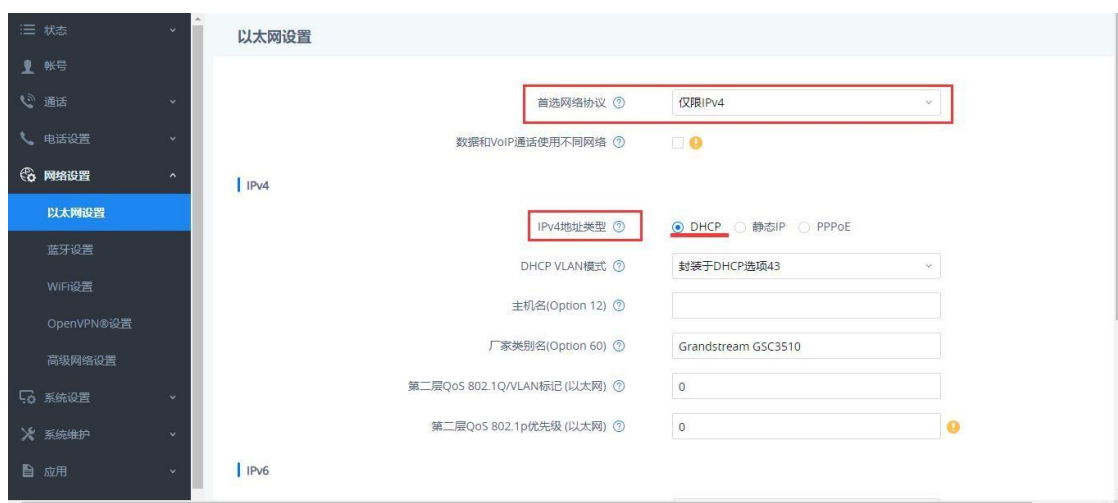 状态
帐号
通话
电话设置
网络设置
以太网设置
蓝牙设置
WiFi设置
OpenVPN®设置
高级网络设置
系统设置
系统维护
应用
以太网设置
首选网络协议 仅限IPv4
数据和VoIP通话使用不同网络
IPv4
IPv4地址类型 DHCP 静态IP PPPoE
DHCP VLAN模式 封装于DHCP选项43
主机名(Option 12)
厂家类别名(Option 60) Grandstream GSC3510
第二层QoS 802.1Q/VLAN标记 (以太网) 0
第二层QoS 802.1p优先级 (以太网) 0
IPv6